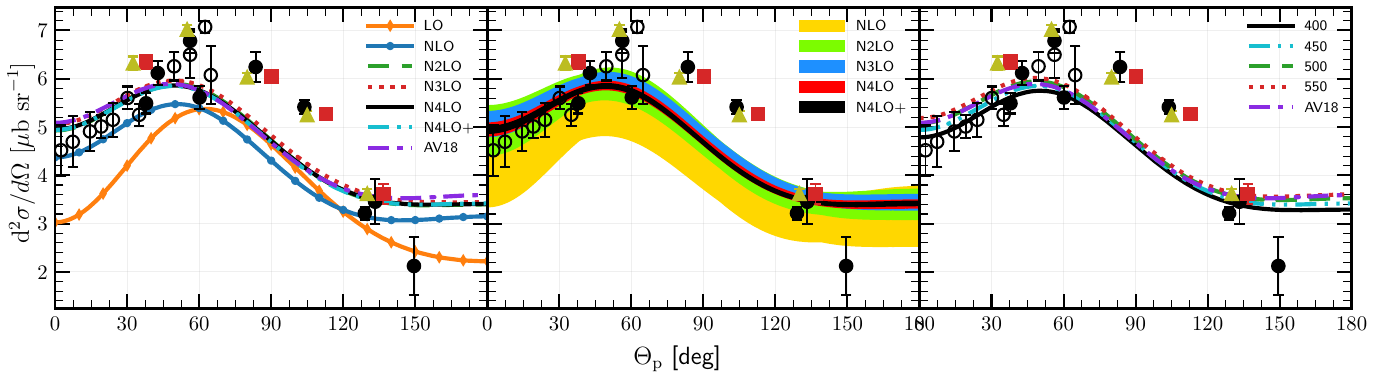 d²σ/dΩ [μb sr⁻¹]
7
6
5
4
3
2
LO
NLO
N2LO
N3LO
N4LO
N4LO+
AV18
NLO
N2LO
N3LO
N4LO
N4LO+
400
450
500
550
AV18
0 30 60 90 120 150 0 30 60 90 120 150 180 30 60 90 120 150 180
Θp [deg]